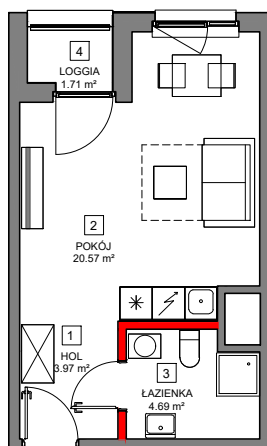 4
LOGGIA
1.71 m²
2
POKÓJ
20.57 m²
1
HOL
3.97 m²
3
ŁAZIENKA
4.69 m²